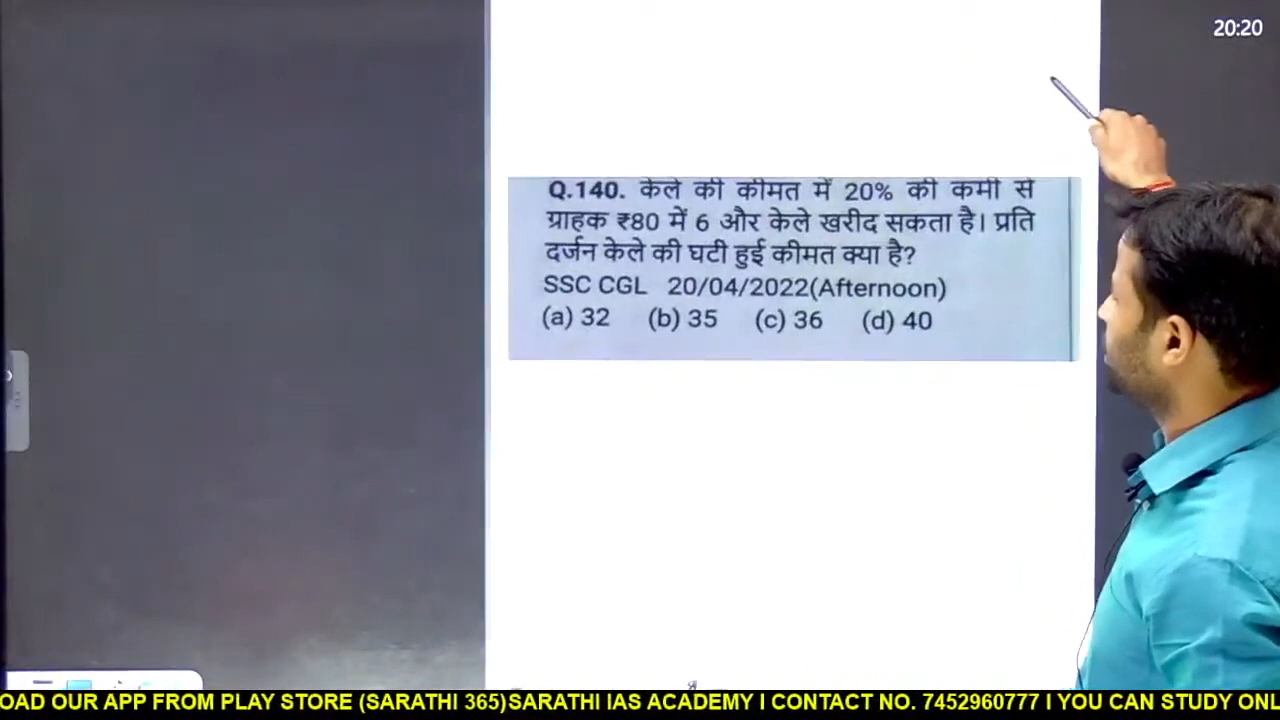 20:20
Q.140. केले की कीमत में 20% की कमी से
ग्राहक ₹80 में 6 और केले खरीद सकता है। प्रति
दर्जन केले की घटी हुई कीमत क्या है?
SSC CGL 20/04/2022(Afternoon)
(a) 32 (b) 35 (c) 36 (d) 40
OAD OUR APP FROM PLAY STORE (SARATHI 365)SARATHI IAS ACADEMY I CONTACT NO. 7452960777 I YOU CAN STUDY ONL